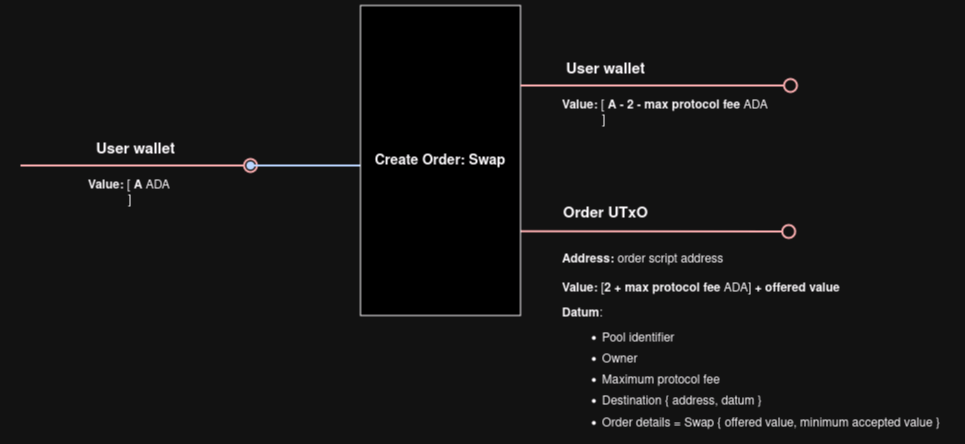 User wallet
Value: [ A ADA
]
Create Order: Swap
User wallet
Value: [ A - 2 - max protocol fee ADA
]
Order UTxO
Address: order script address
Value: [2 + max protocol fee ADA] + offered value
Datum:
• Pool identifier
• Owner
• Maximum protocol fee
• Destination { address, datum }
• Order details = Swap { offered value, minimum accepted value }